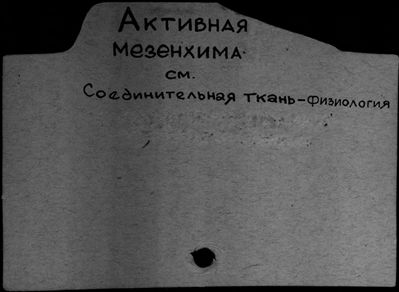 Активная
мезенхима.
см.
Соединительная ткань-физиология